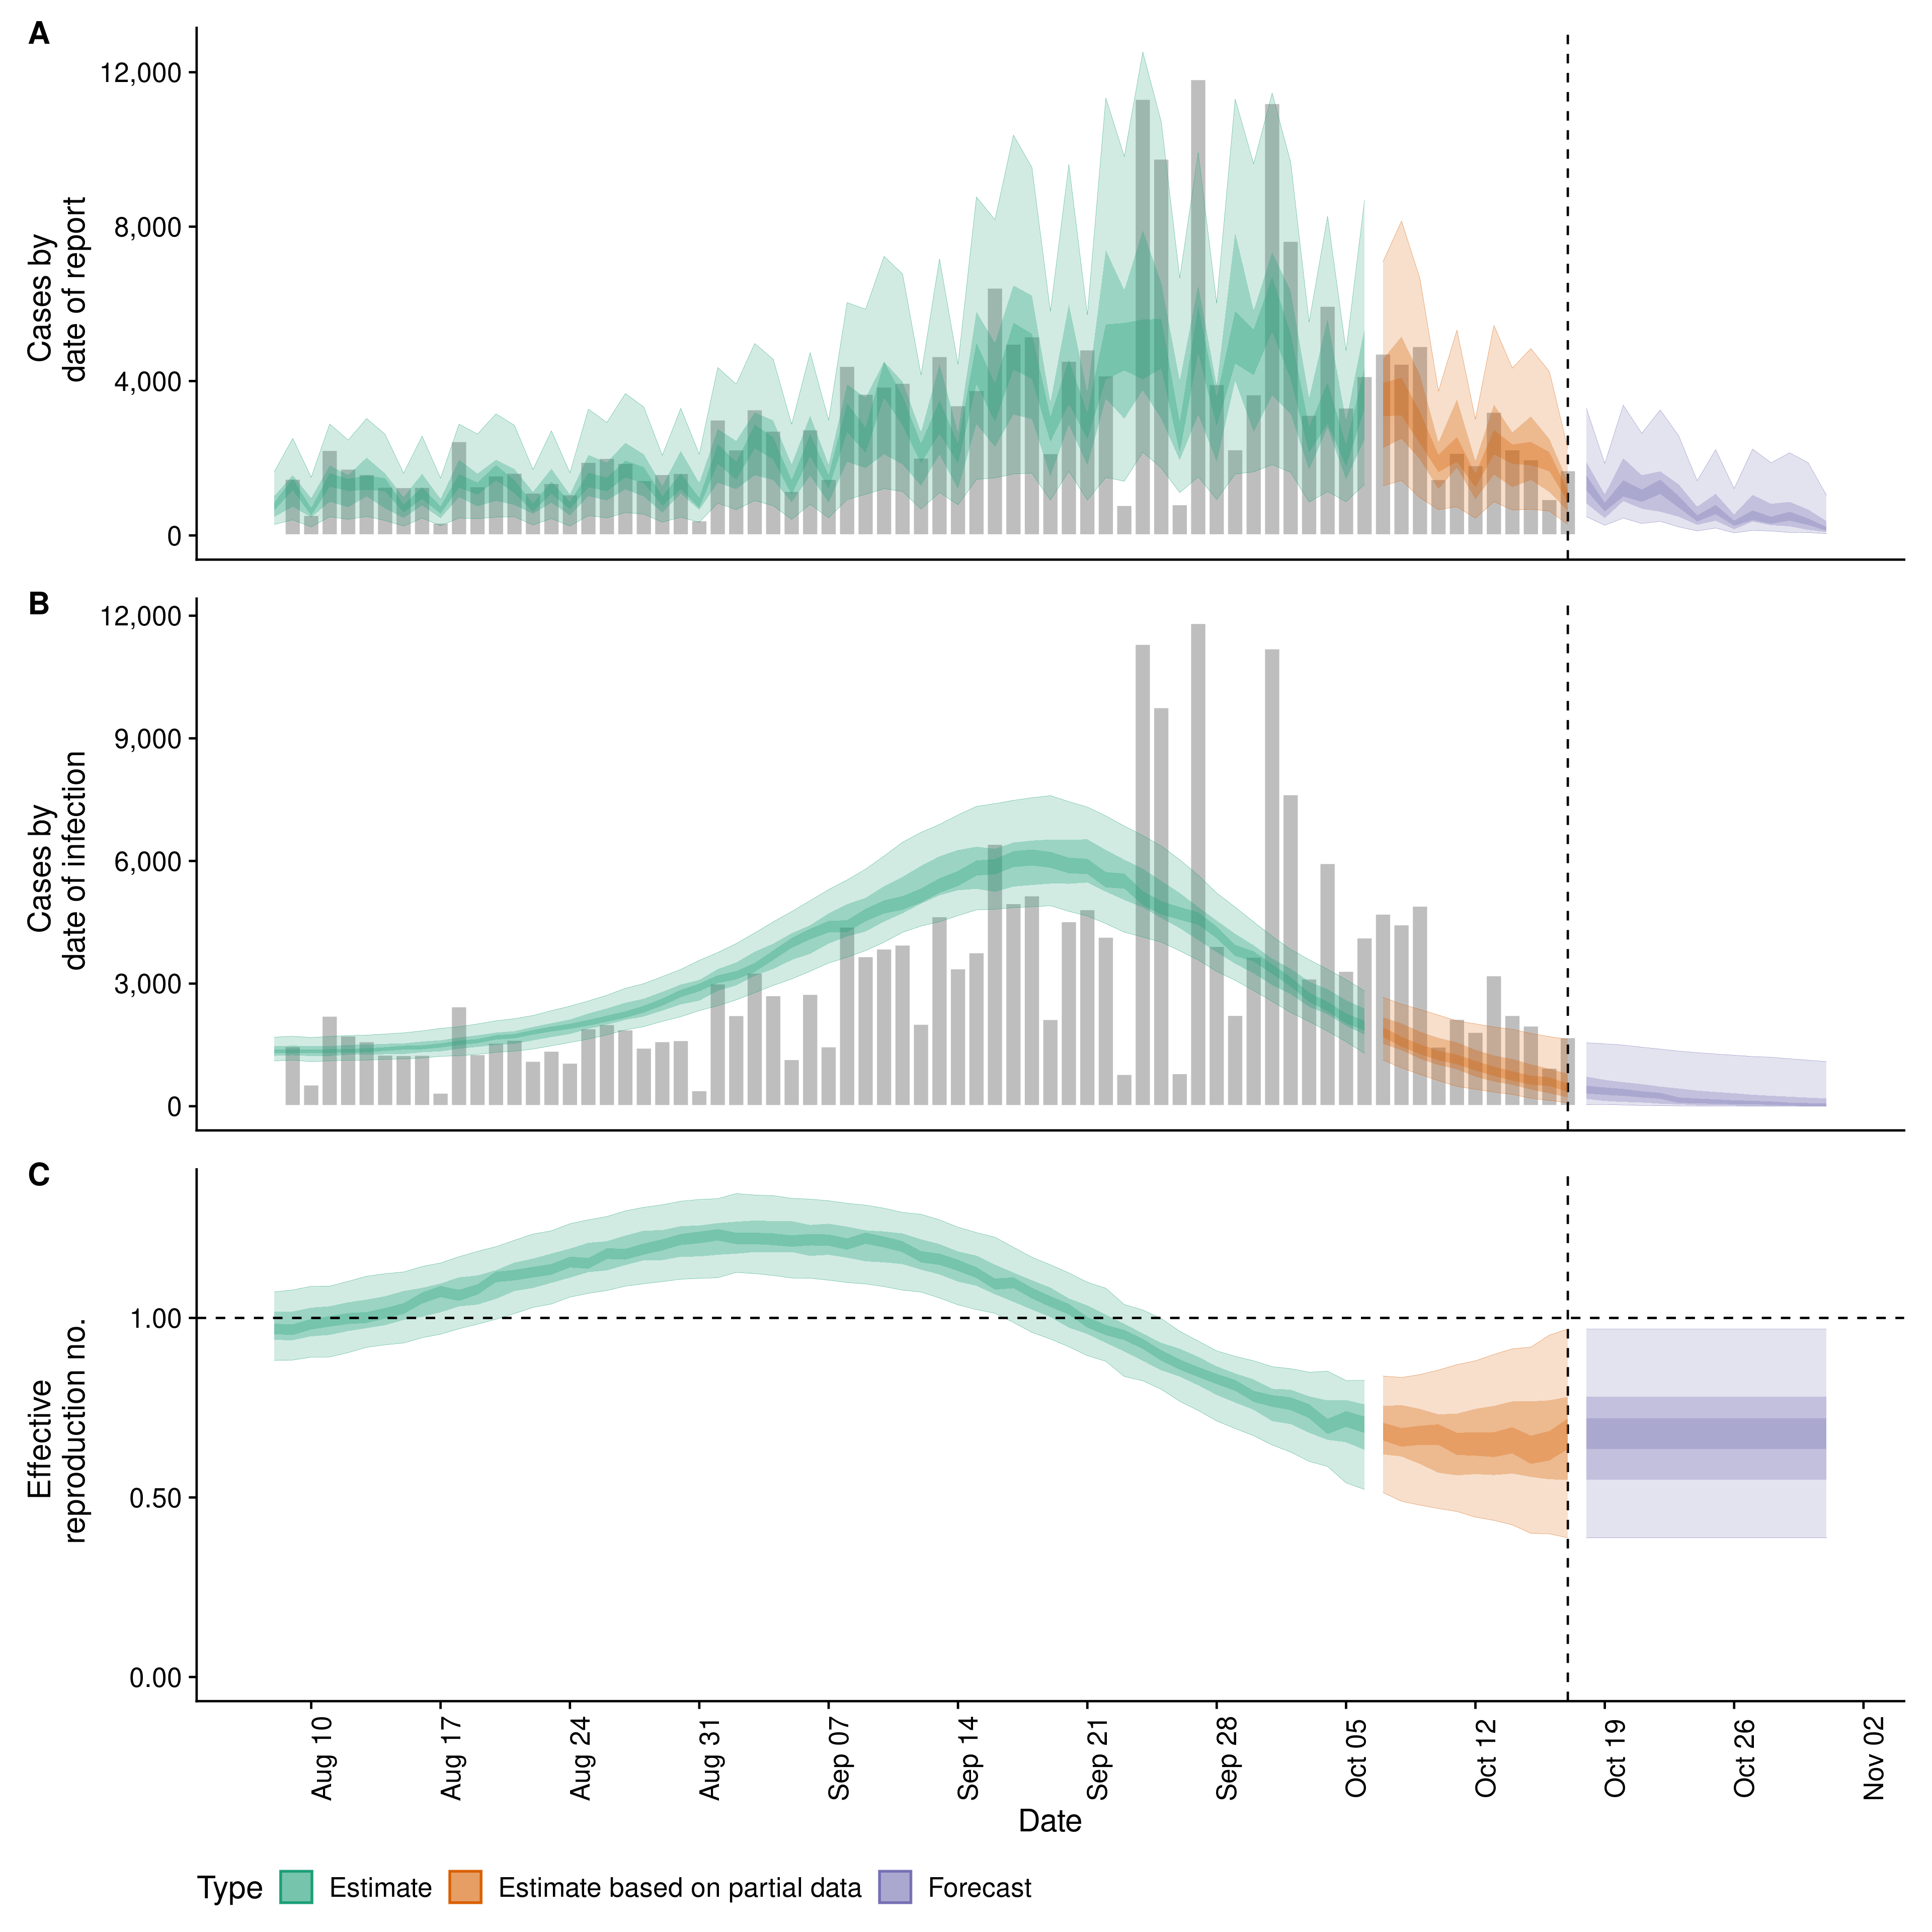 A
12,000
8,000
4,000
0
Cases by
date of report
B
12,000
9,000
6,000
3,000
0
Cases by
date of infection
C
1.00
0.50
0.00
Effective
reproduction no.
Aug 10
Aug 17
Aug 24
Aug 31
Sep 07
Sep 14
Sep 21
Sep 28
Oct 05
Oct 12
Oct 19
Oct 26
Nov 02
Date
Type Estimate Estimate based on partial data Forecast